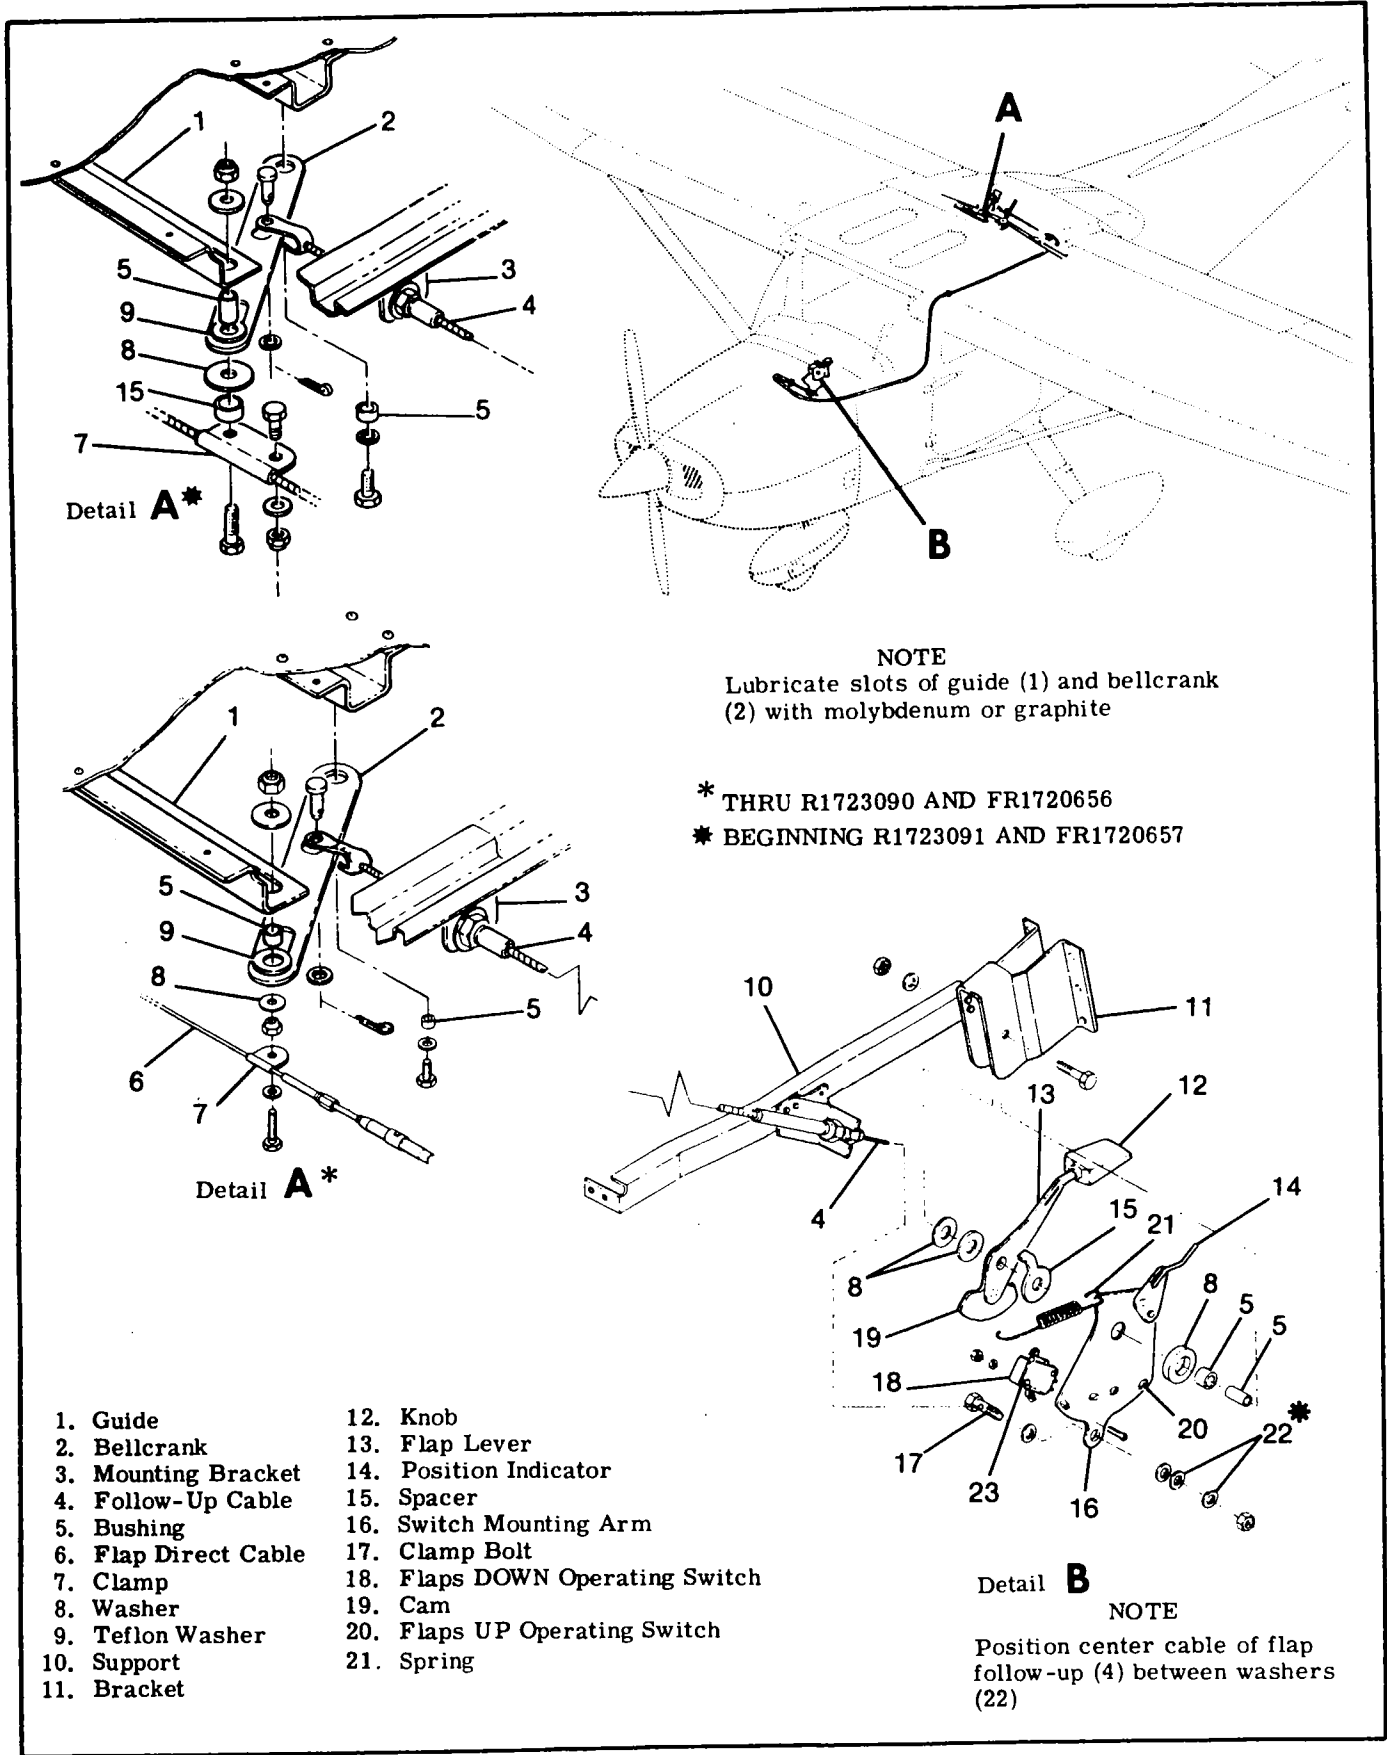 A
B
1
2
3
4
5
9
8
15
5
7
Detail A✸
NOTE
Lubricate slots of guide (1) and bellcrank
(2) with molybdenum or graphite
* THRU R1723090 AND FR1720656
✸ BEGINNING R1723091 AND FR1720657
1
2
3
4
5
9
8
5
6
7
Detail A*
10
11
12
13
14
4
15
21
8
8
5
5
19
18
17
23
20
22✸
16
Detail B
NOTE
Position center cable of flap
follow-up (4) between washers
(22)
1. Guide
2. Bellcrank
3. Mounting Bracket
4. Follow-Up Cable
5. Bushing
6. Flap Direct Cable
7. Clamp
8. Washer
9. Teflon Washer
10. Support
11. Bracket
12. Knob
13. Flap Lever
14. Position Indicator
15. Spacer
16. Switch Mounting Arm
17. Clamp Bolt
18. Flaps DOWN Operating Switch
19. Cam
20. Flaps UP Operating Switch
21. Spring